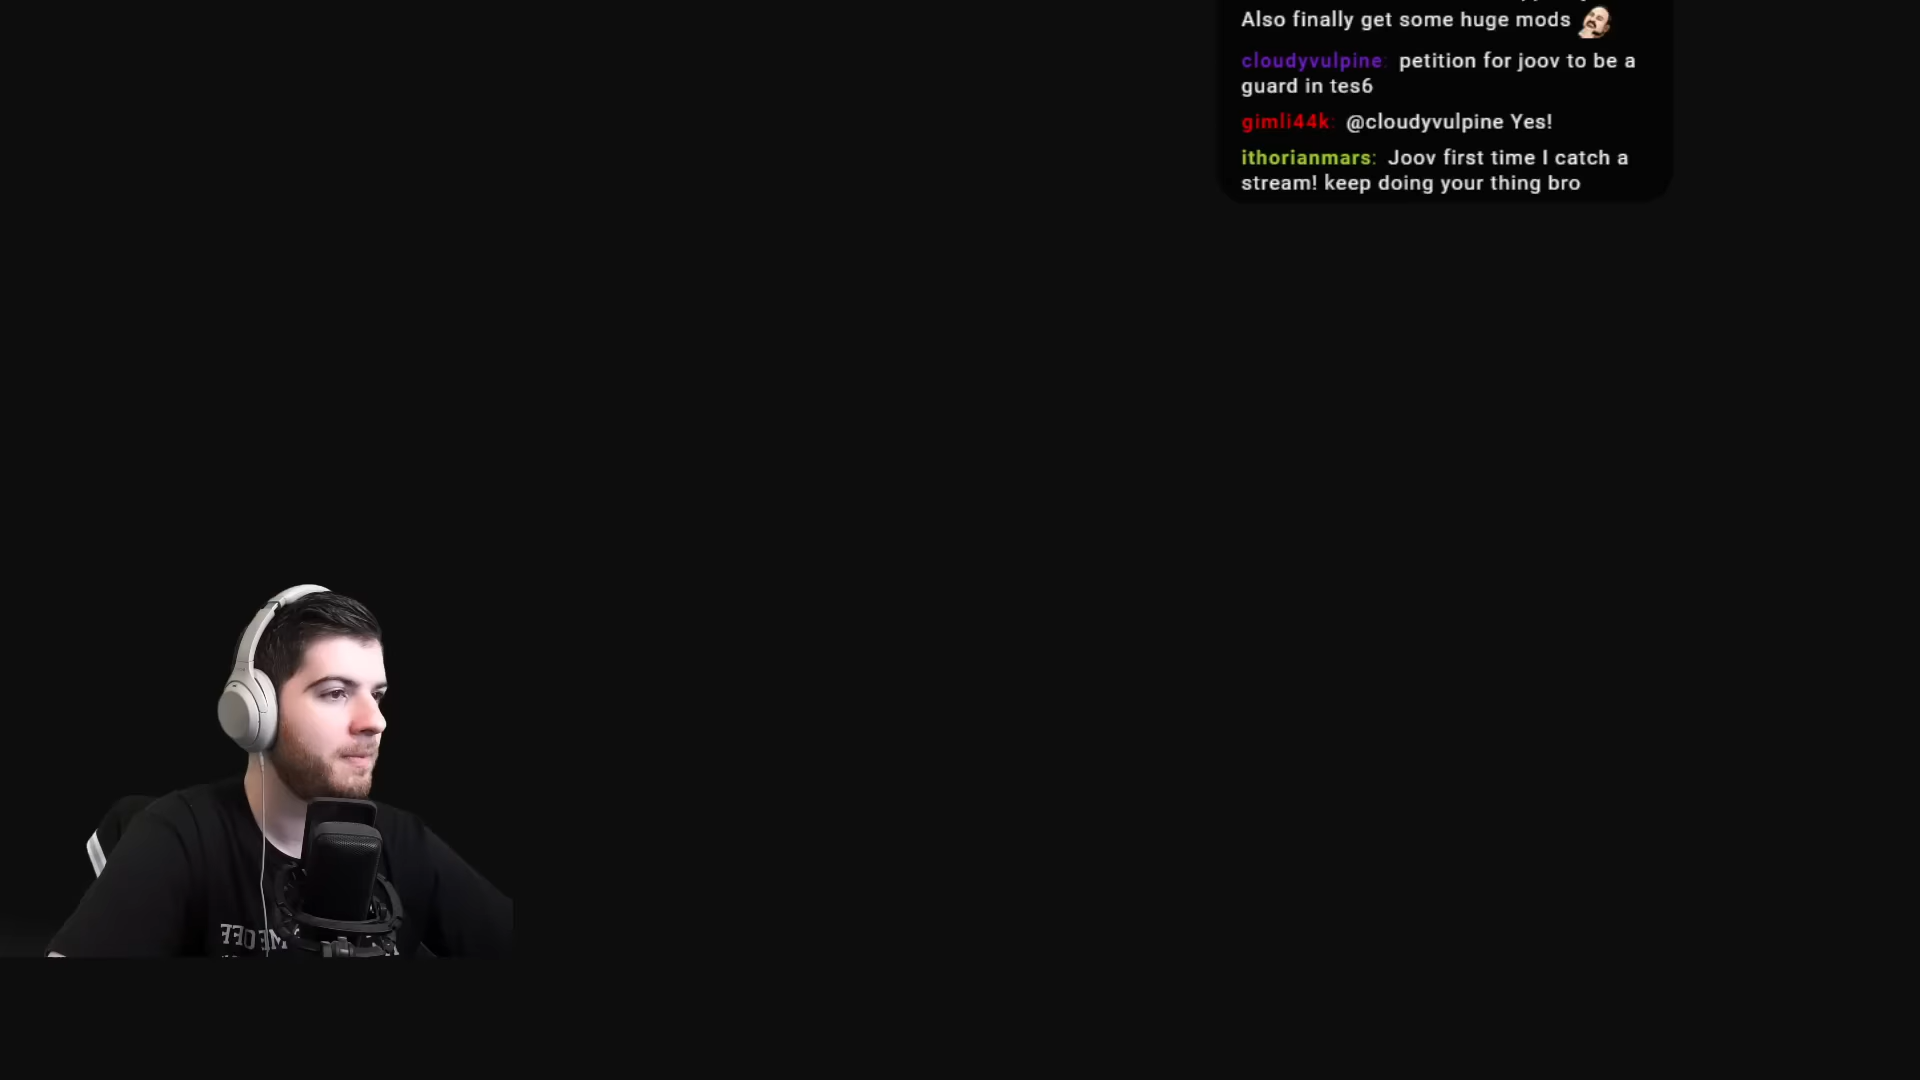 Also finally get some huge mods
cloudyvulpine: petition for joov to be a
guard in tes6
gimli44k: @cloudyvulpine Yes!
ithorianmars: Joov first time I catch a
stream! keep doing your thing bro